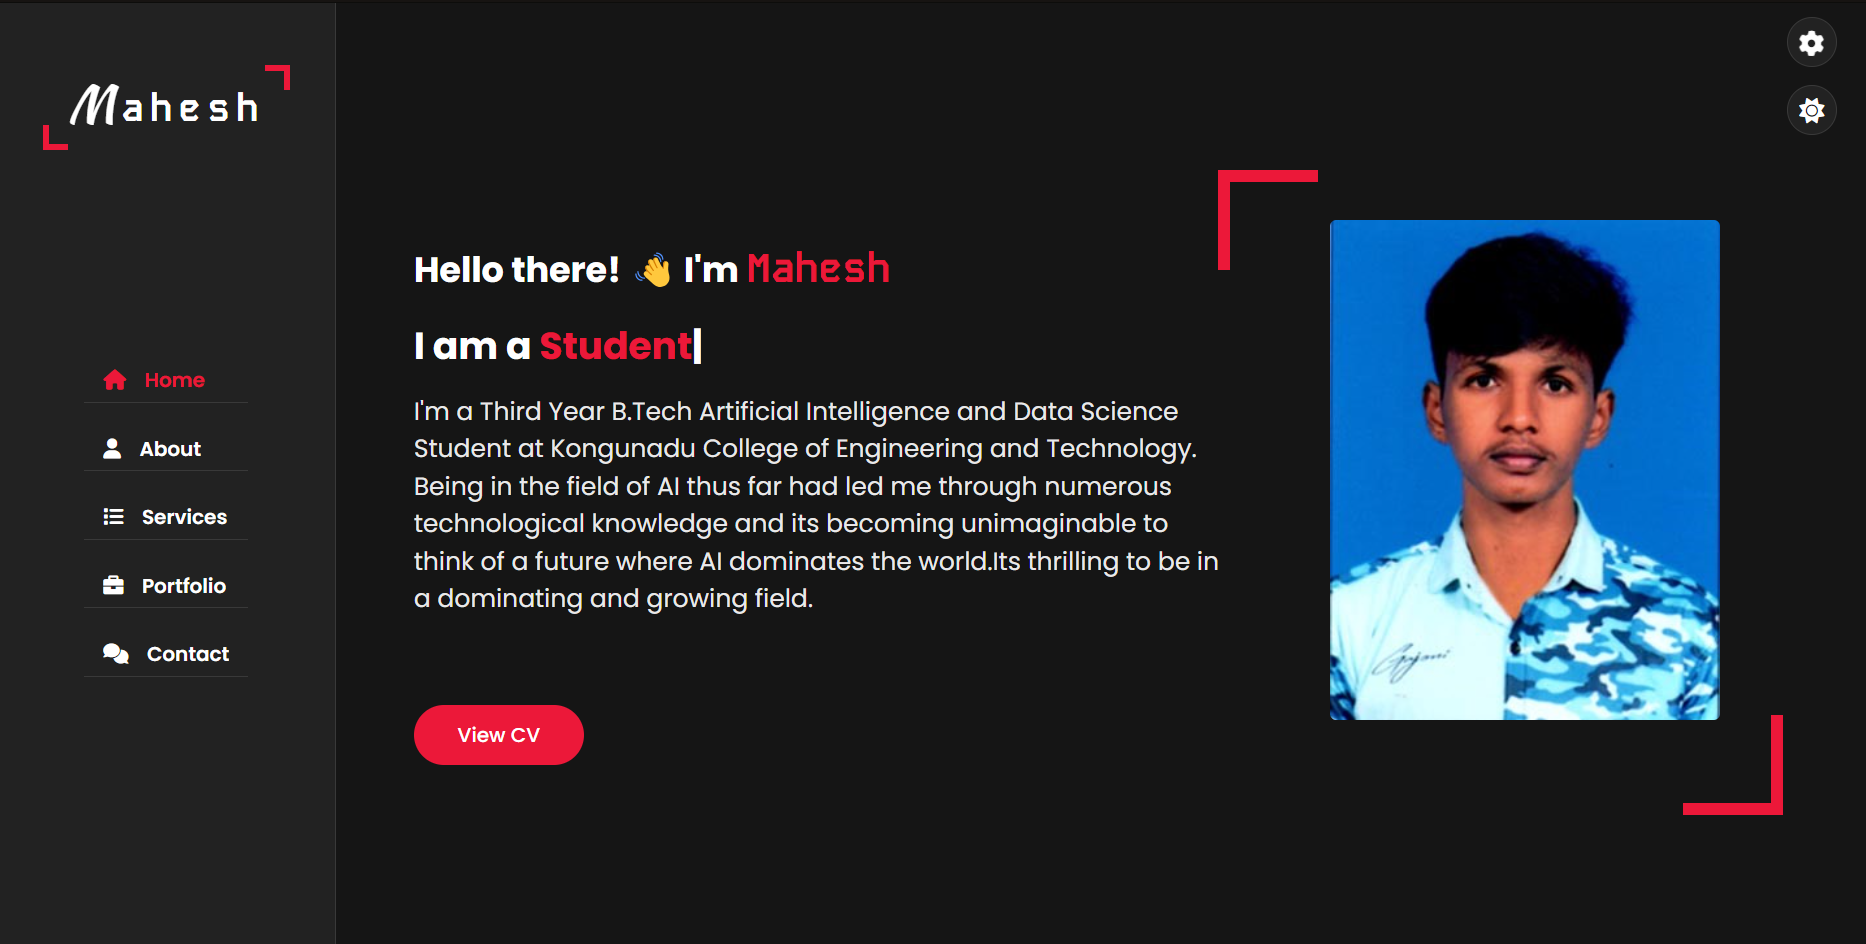 Mahesh
Home
About
Services
Portfolio
Contact
Hello there! 👋 I'm Mahesh
I am a Student|
I'm a Third Year B.Tech Artificial Intelligence and Data Science
Student at Kongunadu College of Engineering and Technology.
Being in the field of AI thus far had led me through numerous
technological knowledge and its becoming unimaginable to
think of a future where AI dominates the world.Its thrilling to be in
a dominating and growing field.
View CV